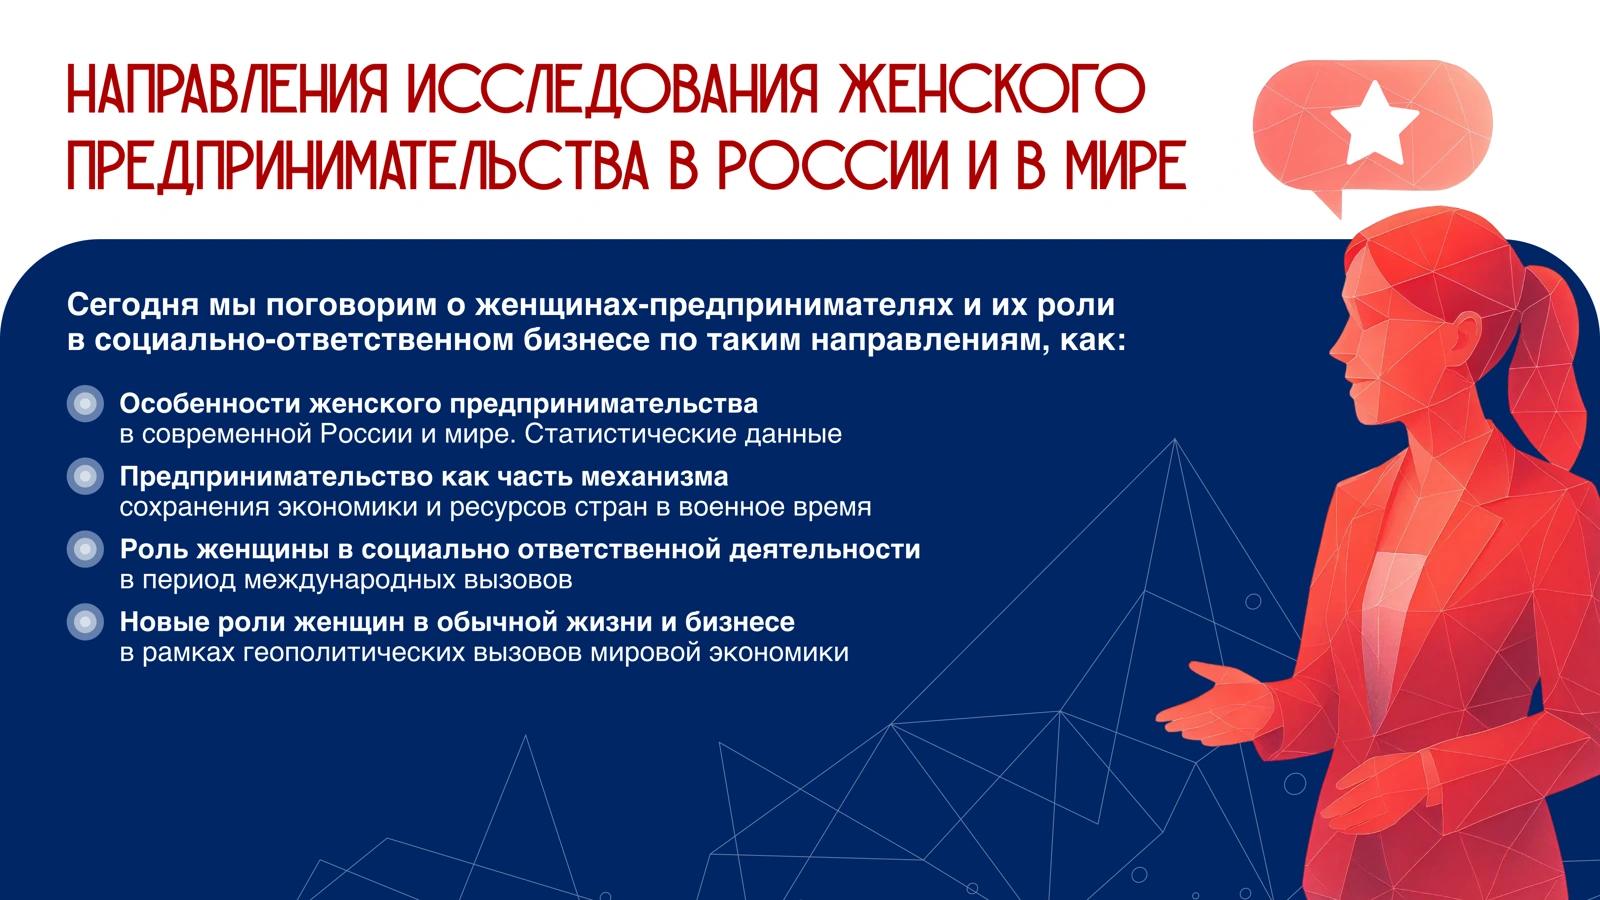 НАПРАВЛЕНИЯ ИССЛЕДОВАНИЯ ЖЕНСКОГО
ПРЕДПРИНИМАТЕЛЬСТВА В РОССИИ И В МИРЕ
Сегодня мы поговорим о женщинах-предпринимателях и их роли
в социально-ответственном бизнесе по таким направлениям, как:
Особенности женского предпринимательства
в современной России и мире. Статистические данные
Предпринимательство как часть механизма
сохранения экономики и ресурсов стран в военное время
Роль женщины в социально ответственной деятельности
в период международных вызовов
Новые роли женщин в обычной жизни и бизнесе
в рамках геополитических вызовов мировой экономики